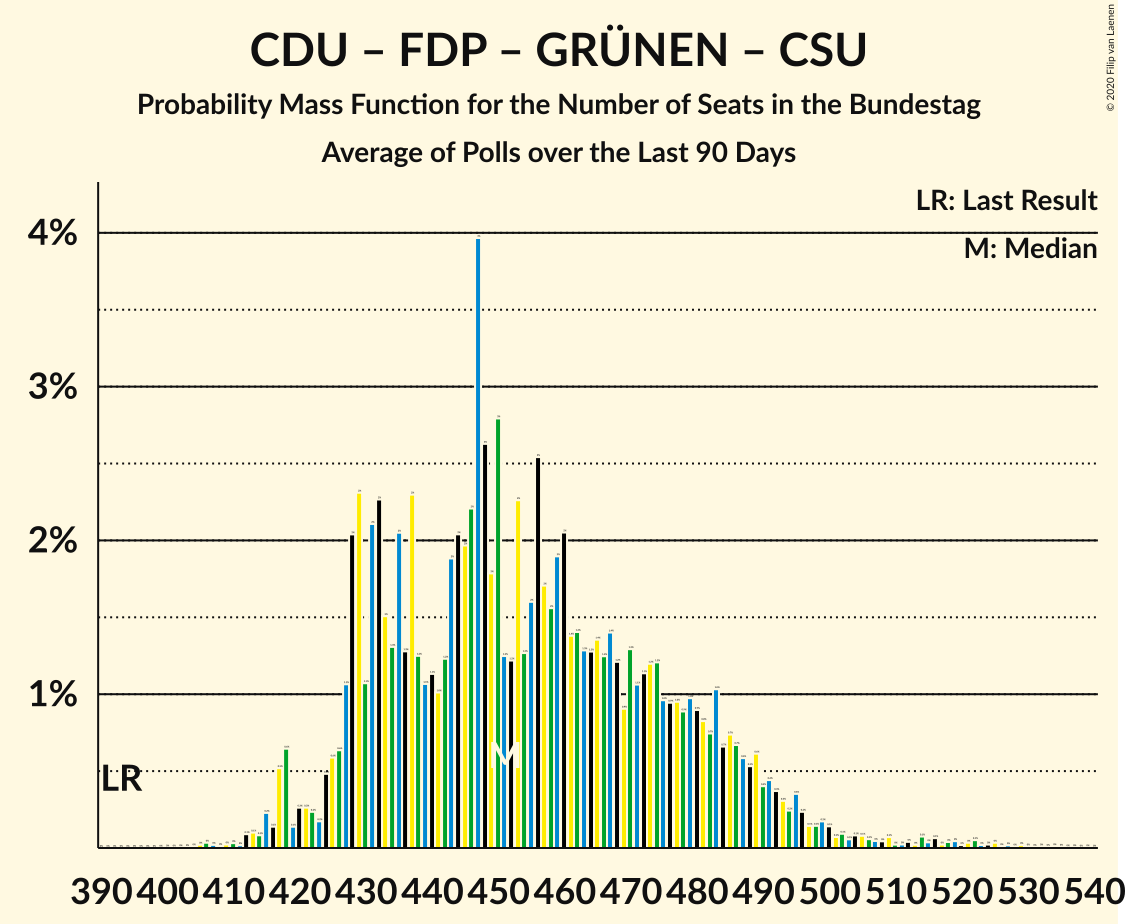 CDU – FDP – GRÜNEN – CSU
Probability Mass Function for the Number of Seats in the Bundestag
Average of Polls over the Last 90 Days
© 2020 Filip van Laenen
LR: Last Result
M: Median
4%
3%
2%
1%
LR
M
390 400 410 420 430 440 450 460 470 480 490 500 510 520 530 540